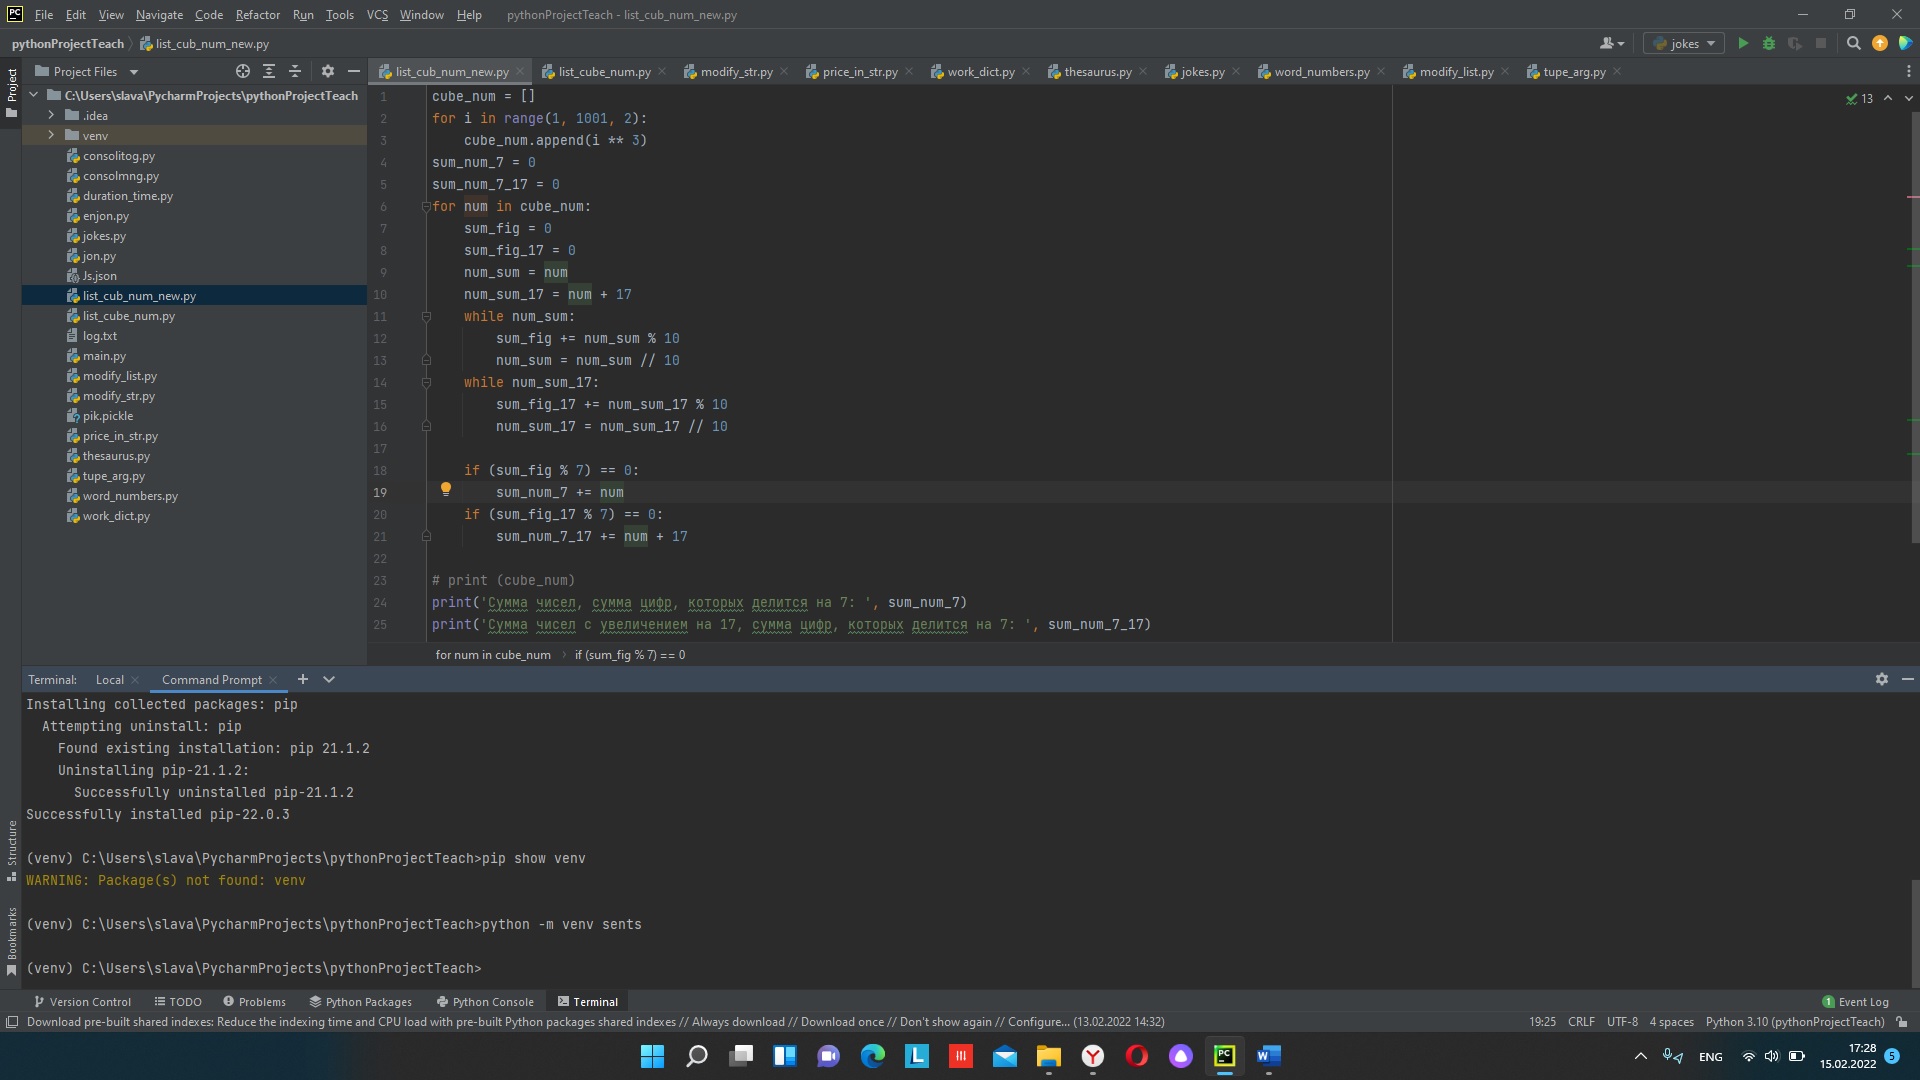 PC File Edit View Navigate Code Refactor Run Tools VCS Window Help pythonProjectTeach - list_cub_num_new.py
pythonProjectTeach list_cub_num_new.py jokes
Project Files list_cub_num_new.py list_cube_num.py modify_str.py price_in_str.py work_dict.py thesaurus.py jokes.py word_numbers.py modify_list.py tupe_arg.py
Project
Structure
Bookmarks
C:\Users\slava\PycharmProjects\pythonProjectTeach
.idea
venv
consolitog.py
consolmng.py
duration_time.py
enjon.py
jokes.py
jon.py
Js.json
list_cub_num_new.py
list_cube_num.py
log.txt
main.py
modify_list.py
modify_str.py
pik.pickle
price_in_str.py
thesaurus.py
tupe_arg.py
word_numbers.py
work_dict.py
13
1 cube_num = []
2 for i in range(1, 1001, 2):
3 cube_num.append(i ** 3)
4 sum_num_7 = 0
5 sum_num_7_17 = 0
6 for num in cube_num:
7 sum_fig = 0
8 sum_fig_17 = 0
9 num_sum = num
10 num_sum_17 = num + 17
11 while num_sum:
12 sum_fig += num_sum % 10
13 num_sum = num_sum // 10
14 while num_sum_17:
15 sum_fig_17 += num_sum_17 % 10
16 num_sum_17 = num_sum_17 // 10
17
18 if (sum_fig % 7) == 0:
19 sum_num_7 += num
20 if (sum_fig_17 % 7) == 0:
21 sum_num_7_17 += num + 17
22
23 # print (cube_num)
24 print('Сумма чисел, сумма цифр, которых делится на 7: ', sum_num_7)
25 print('Сумма чисел с увеличением на 17, сумма цифр, которых делится на 7: ', sum_num_7_17)
for num in cube_num if (sum_fig % 7) == 0
Terminal: Local Command Prompt
Installing collected packages: pip
Attempting uninstall: pip
Found existing installation: pip 21.1.2
Uninstalling pip-21.1.2:
Successfully uninstalled pip-21.1.2
Successfully installed pip-22.0.3
(venv) C:\Users\slava\PycharmProjects\pythonProjectTeach>pip show venv
WARNING: Package(s) not found: venv
(venv) C:\Users\slava\PycharmProjects\pythonProjectTeach>python -m venv sents
(venv) C:\Users\slava\PycharmProjects\pythonProjectTeach>
Version Control TODO Problems Python Packages Python Console Terminal 1 Event Log
Download pre-built shared indexes: Reduce the indexing time and CPU load with pre-built Python packages shared indexes // Always download // Download once // Don't show again // Configure... (13.02.2022 14:32) 19:25 CRLF UTF-8 4 spaces Python 3.10 (pythonProjectTeach)
L Y PC W ENG 17:28 5
15.02.2022